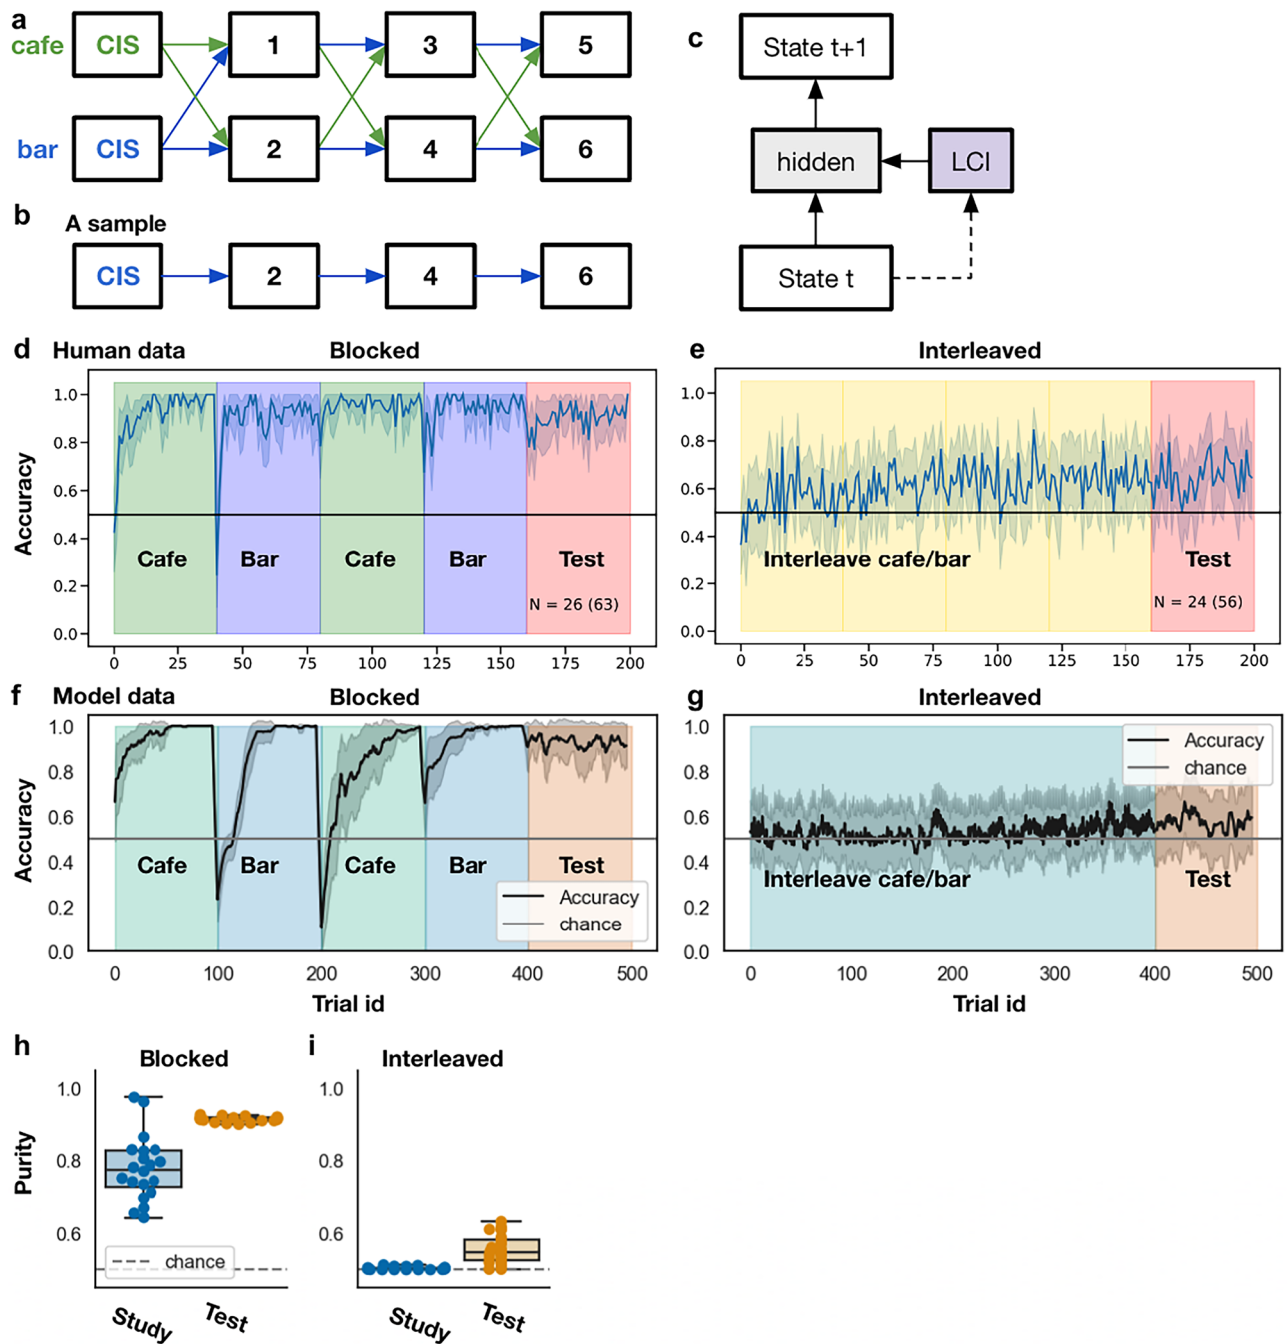 a
cafe CIS 1 3 5
bar CIS 2 4 6
b A sample
CIS 2 4 6
c
State t+1
hidden LCI
State t
d Human data Blocked
Accuracy
1.0
0.8
0.6
0.4
0.2
0.0
Cafe Bar Cafe Bar Test
N = 26 (63)
0 25 50 75 100 125 150 175 200
e Interleaved
1.0
0.8
0.6
0.4
0.2
0.0
Interleave cafe/bar Test
N = 24 (56)
0 25 50 75 100 125 150 175 200
f Model data Blocked
Accuracy
1.0
0.8
0.6
0.4
0.2
0.0
Cafe Bar Cafe Bar Test
Accuracy
chance
0 100 200 300 400 500
Trial id
g Interleaved
1.0
0.8
0.6
0.4
0.2
0.0
Accuracy
chance
Interleave cafe/bar Test
0 100 200 300 400 500
Trial id
h Blocked
Purity
1.0
0.8
0.6
chance
Study Test
i Interleaved
1.0
0.8
0.6
Study Test